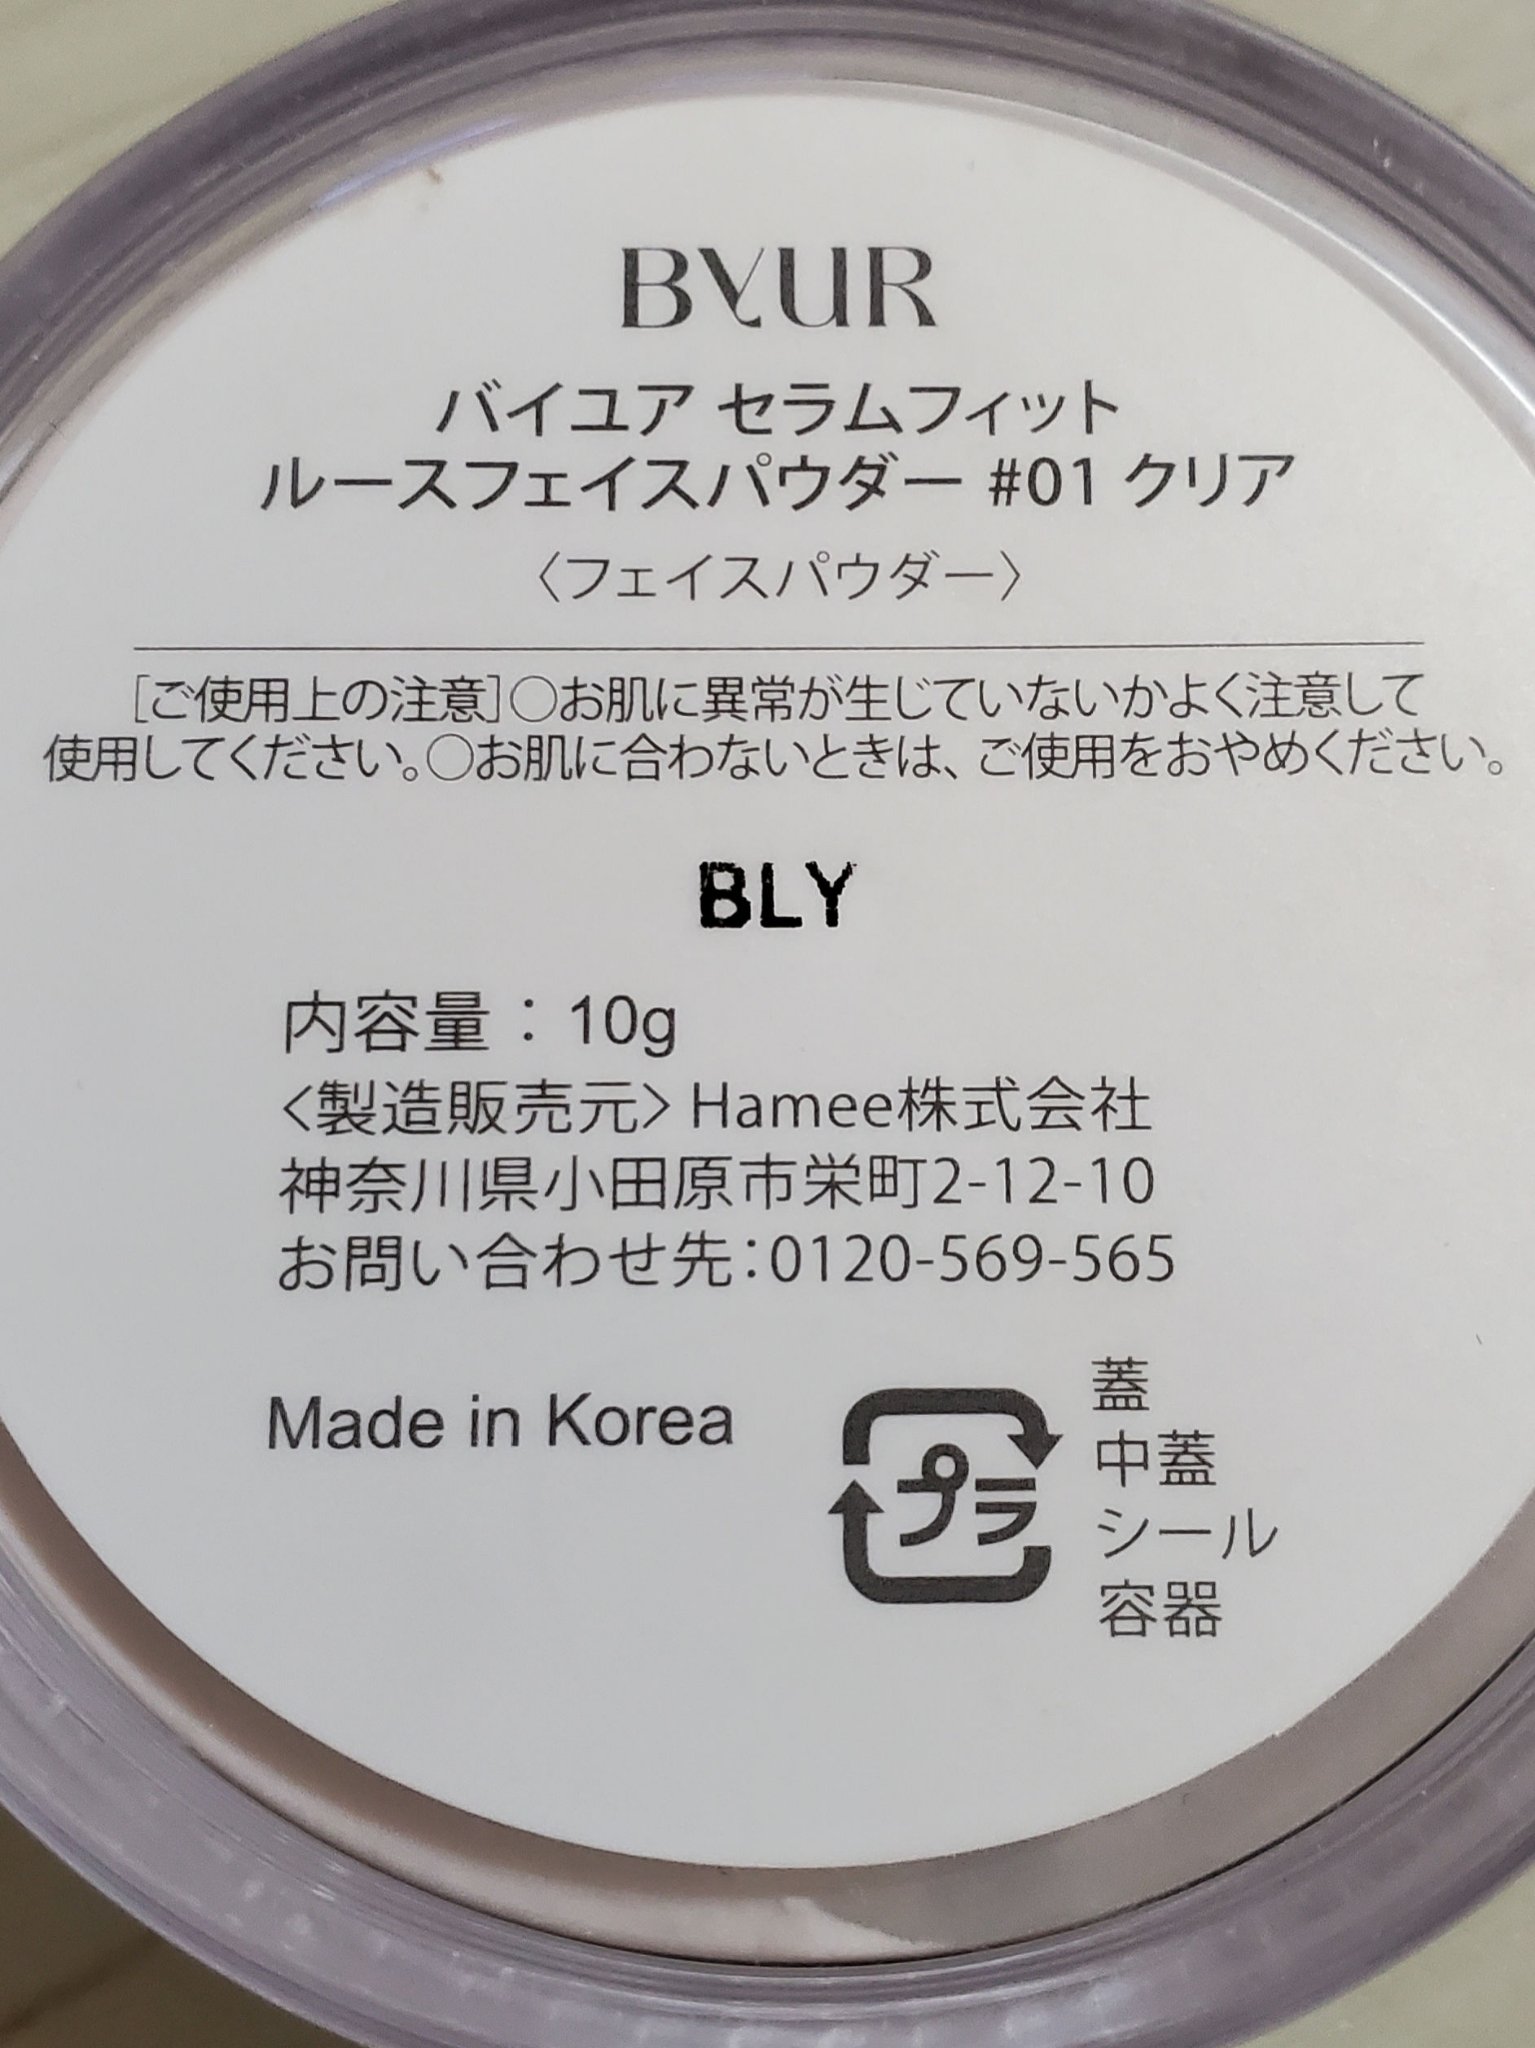 BYUR
バイユア セラムフィット
ルースフェイスパウダー #01 クリア
〈フェイスパウダー〉
[ご使用上の注意]○お肌に異常が生じていないかよく注意して
使用してください。○お肌に合わないときは、ご使用をおやめください。
BLY
内容量：10g
<製造販売元> Hamee株式会社
神奈川県小田原市栄町2-12-10
お問い合わせ先：0120-569-565
Made in Korea
プラ
蓋
中蓋
シール
容器